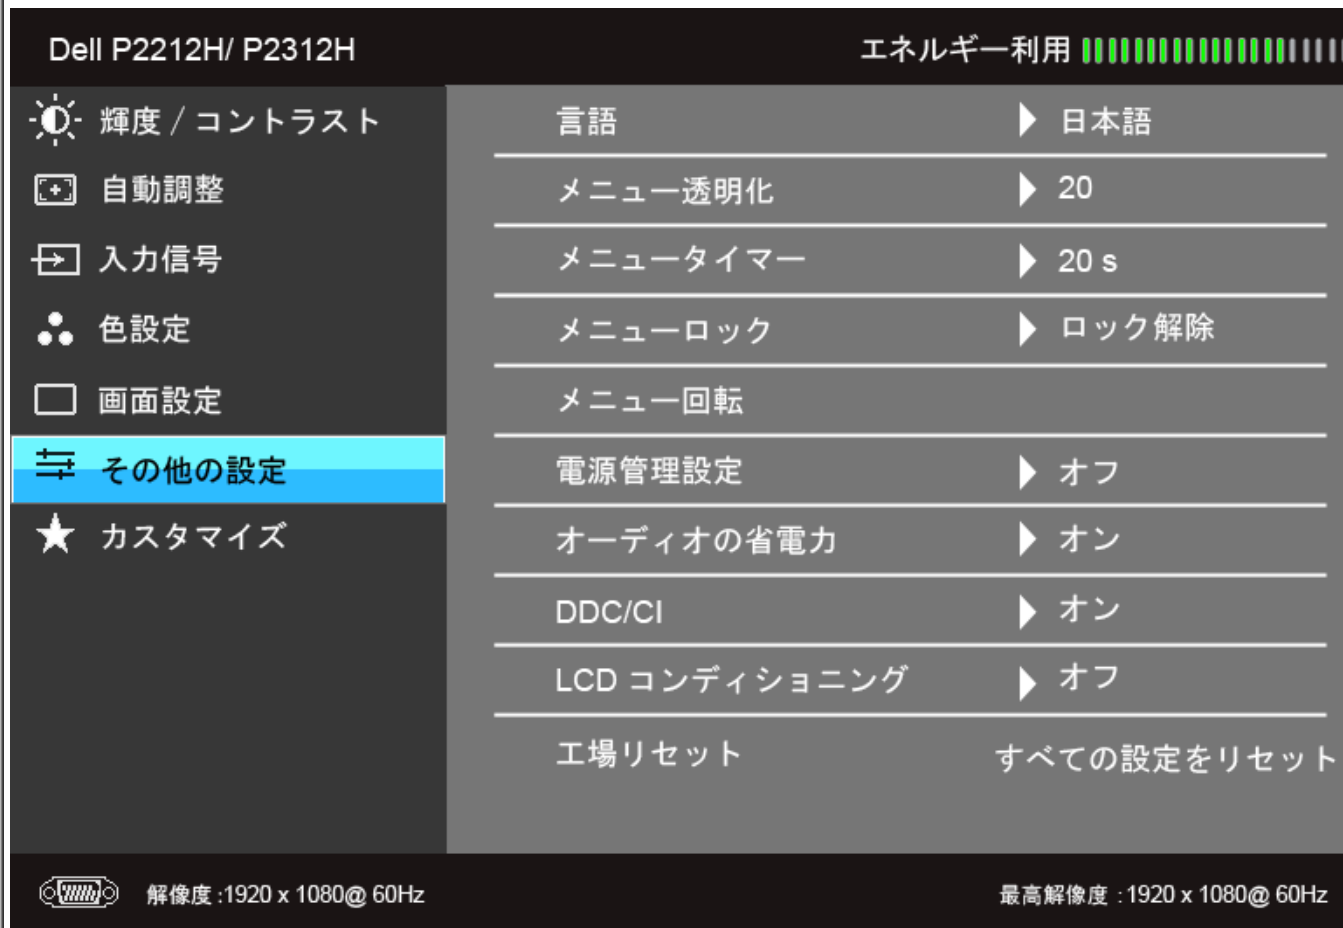 Dell P2212H/ P2312H
エネルギー利用
輝度 / コントラスト
自動調整
入力信号
色設定
画面設定
その他の設定
カスタマイズ
言語 日本語
メニュー透明化 20
メニュータイマー 20 s
メニューロック ロック解除
メニュー回転
電源管理設定 オフ
オーディオの省電力 オン
DDC/CI オン
LCD コンディショニング オフ
工場リセット すべての設定をリセット
解像度 :1920 x 1080@ 60Hz
最高解像度 :1920 x 1080@ 60Hz